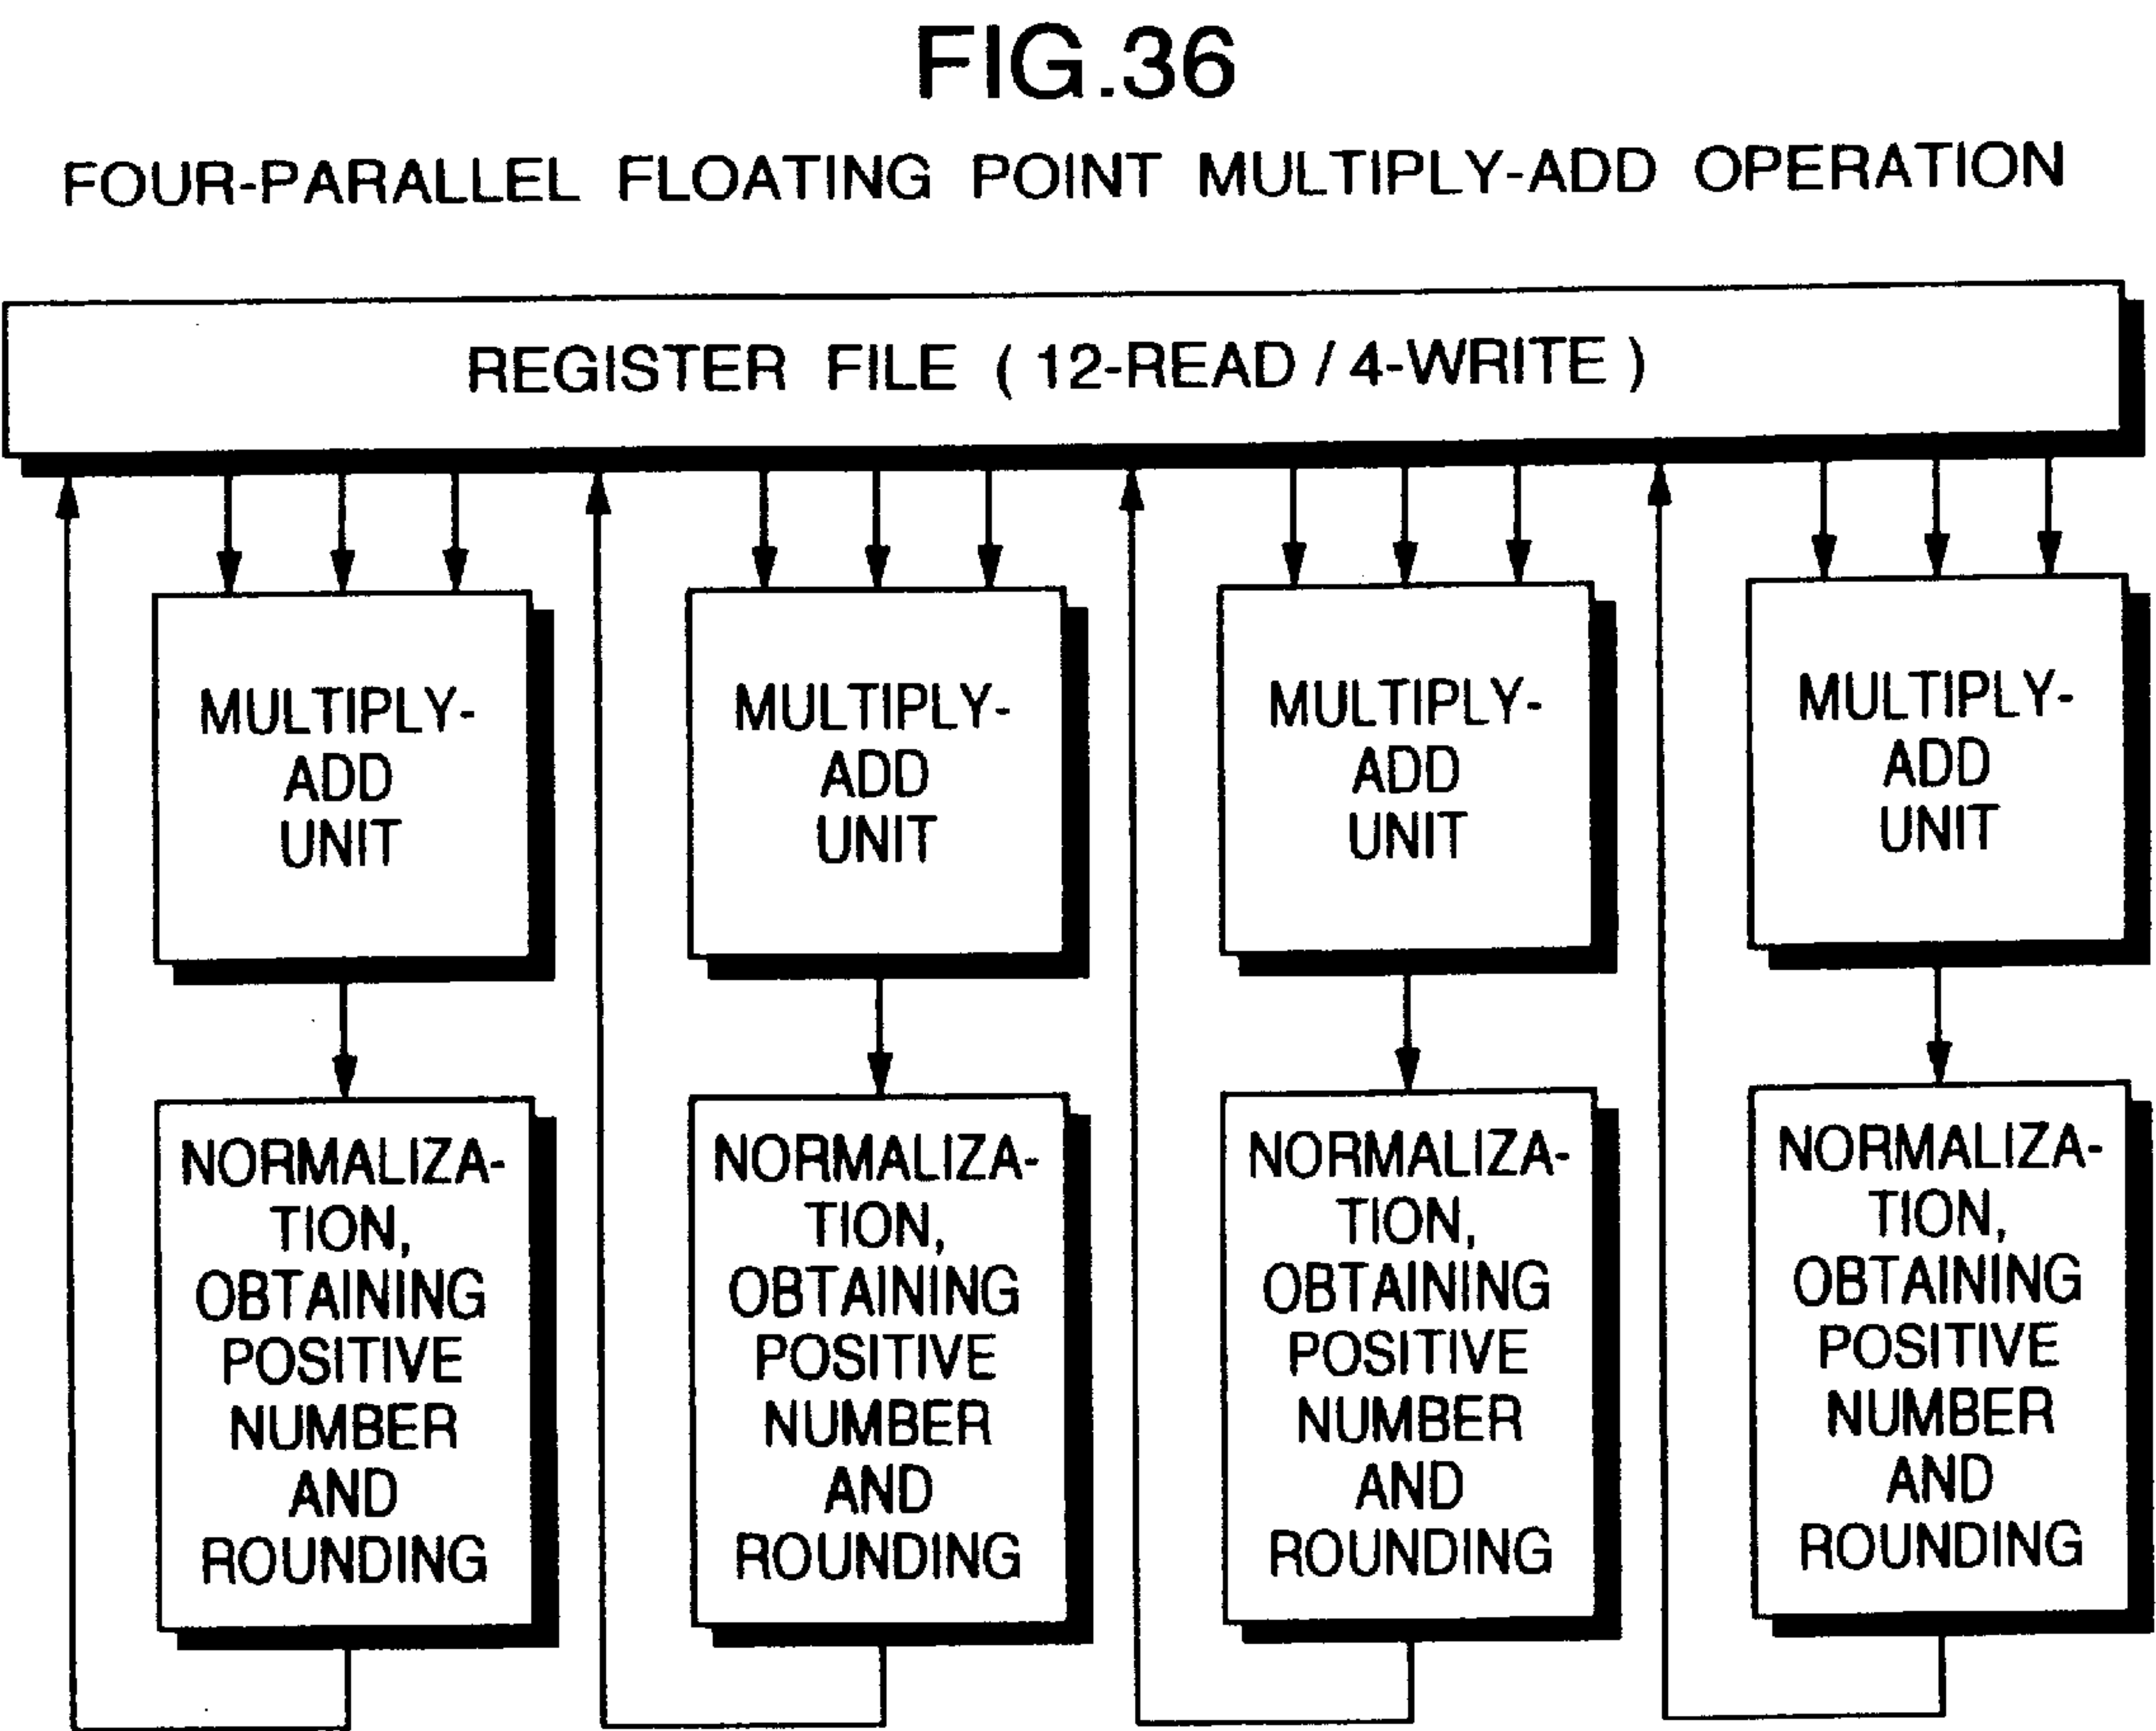 FIG.36
FOUR-PARALLEL FLOATING POINT MULTIPLY-ADD OPERATION
REGISTER FILE ( 12-READ / 4-WRITE )
MULTIPLY-
ADD
UNIT
MULTIPLY-
ADD
UNIT
MULTIPLY-
ADD
UNIT
MULTIPLY-
ADD
UNIT
NORMALIZA-
TION,
OBTAINING
POSITIVE
NUMBER
AND
ROUNDING
NORMALIZA-
TION,
OBTAINING
POSITIVE
NUMBER
AND
ROUNDING
NORMALIZA-
TION,
OBTAINING
POSITIVE
NUMBER
AND
ROUNDING
NORMALIZA-
TION,
OBTAINING
POSITIVE
NUMBER
AND
ROUNDING